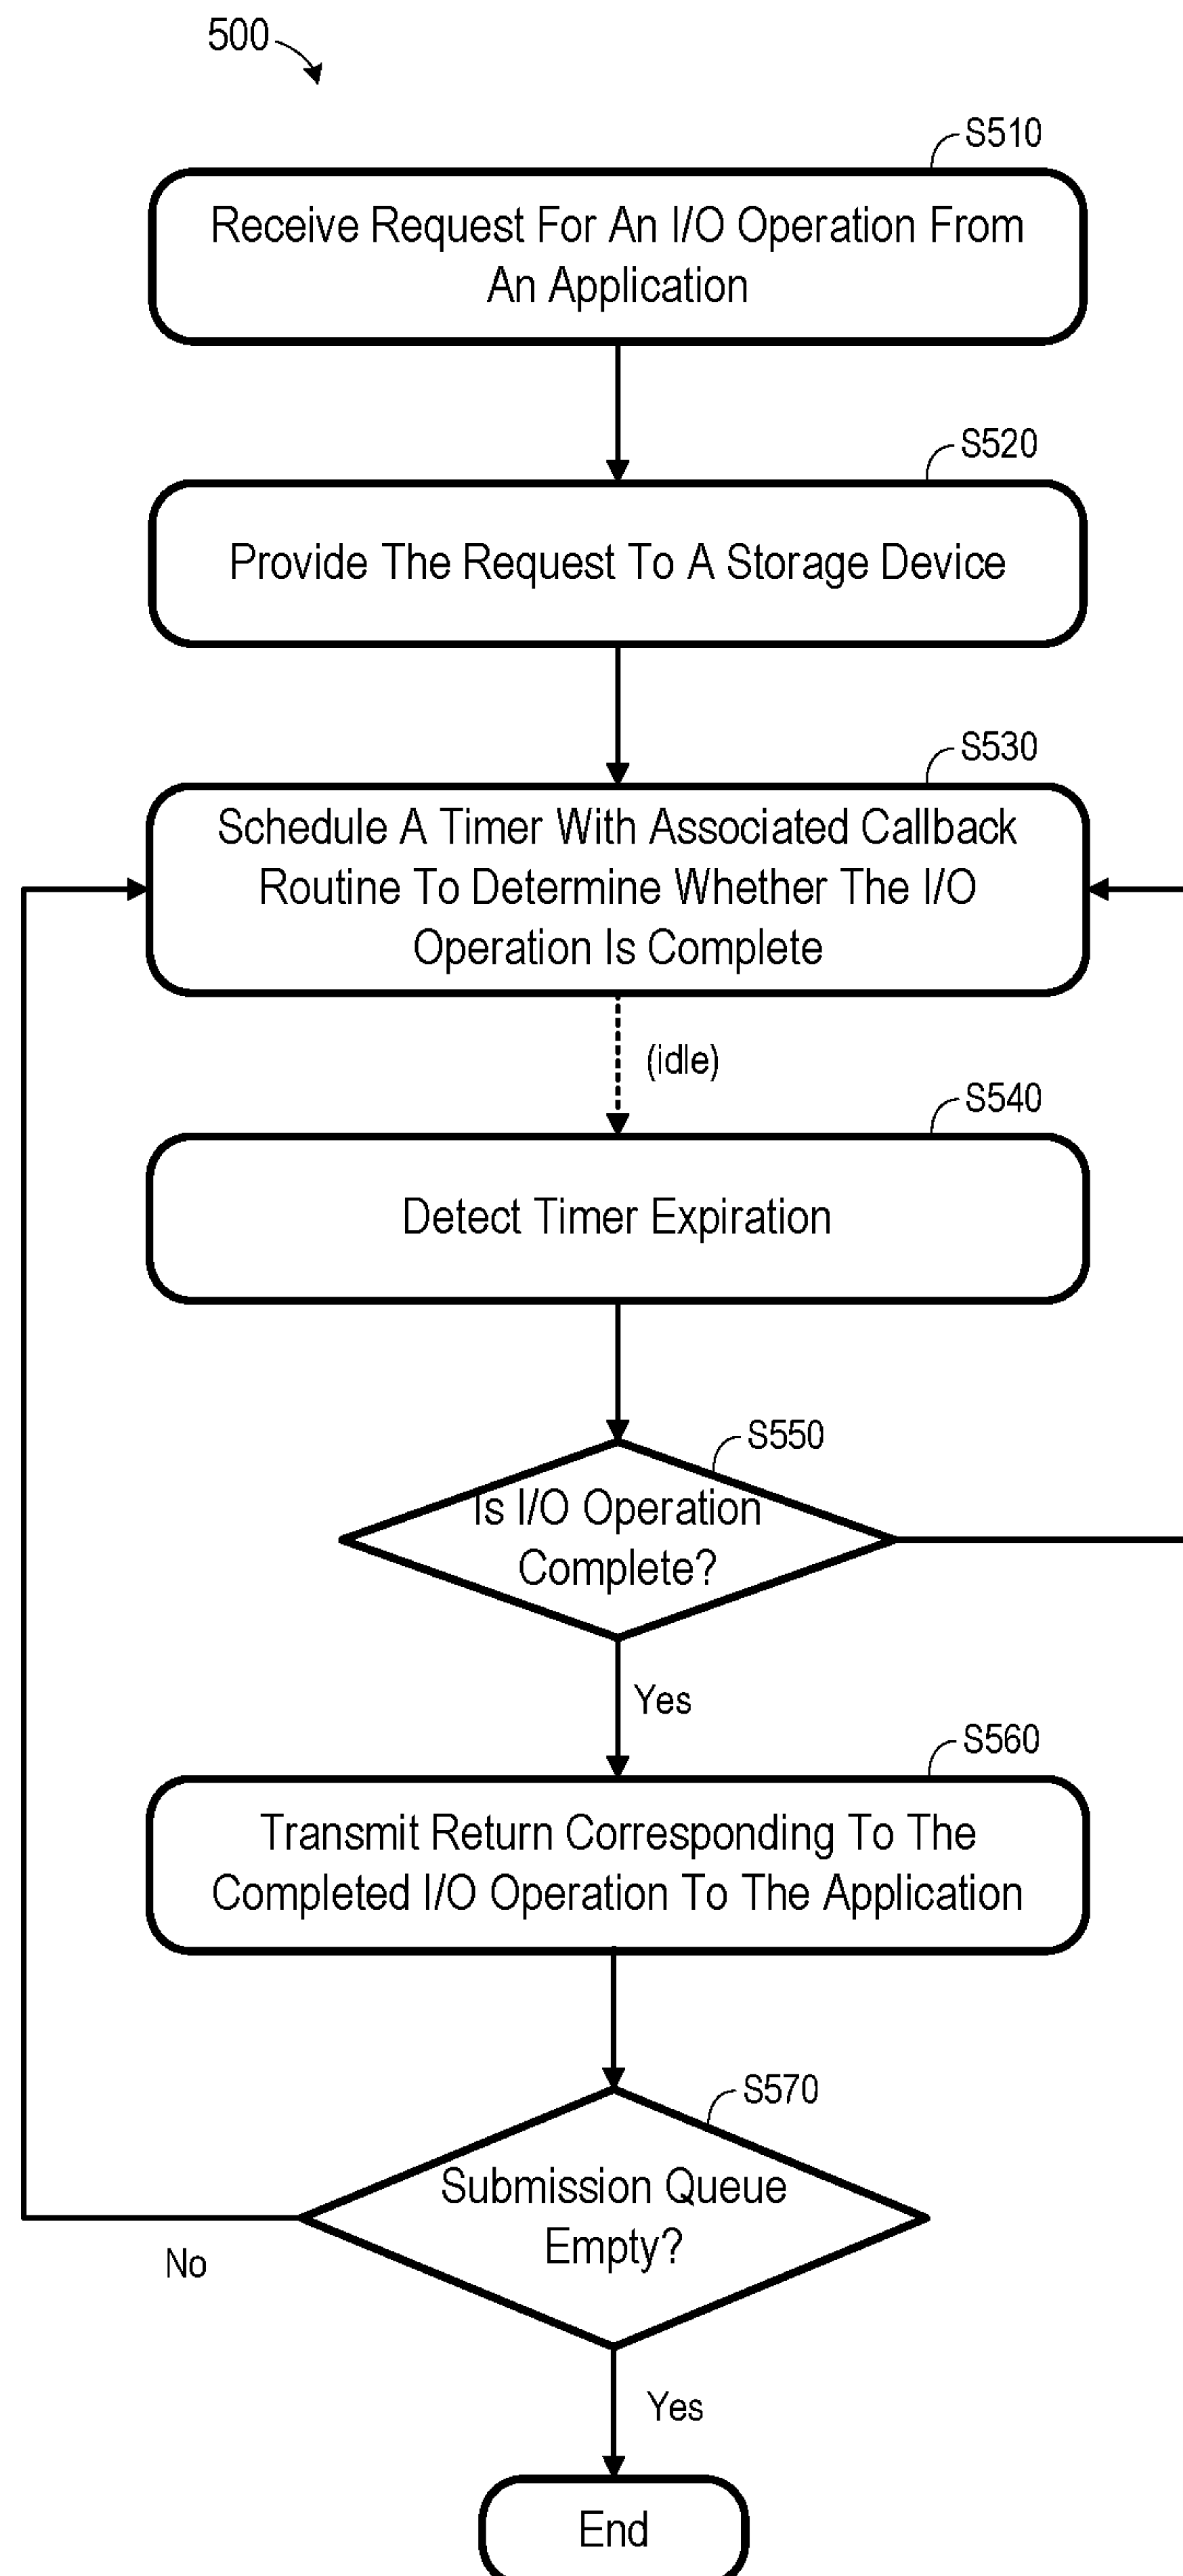 500
S510
Receive Request For An I/O Operation From
An Application
S520
Provide The Request To A Storage Device
S530
Schedule A Timer With Associated Callback
Routine To Determine Whether The I/O
Operation Is Complete
(idle)
S540
Detect Timer Expiration
S550
Is I/O Operation
Complete?
Yes
S560
Transmit Return Corresponding To The
Completed I/O Operation To The Application
S570
Submission Queue
Empty?
No
Yes
End